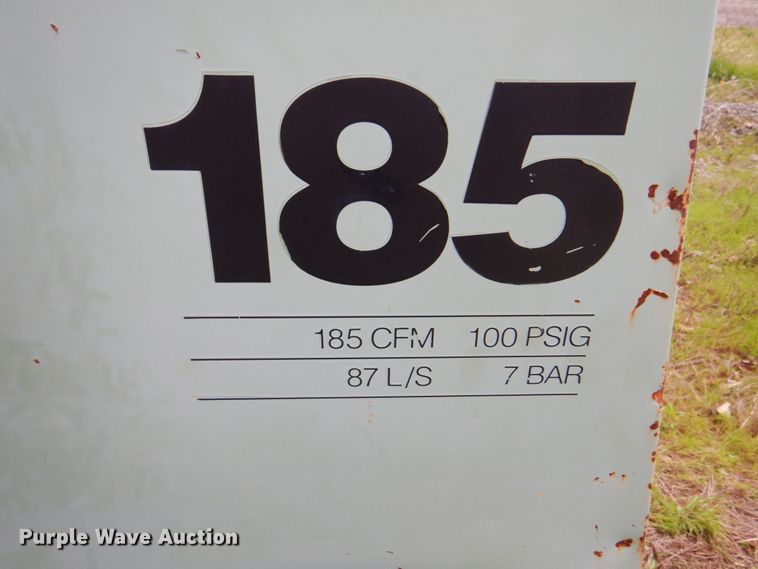 185
185 CFM 100 PSIG
87 L/S 7 BAR
Purple Wave Auction